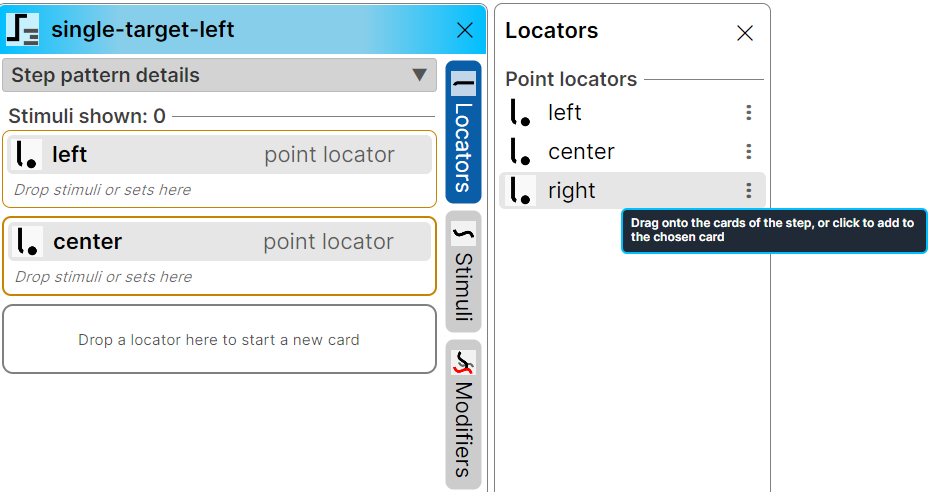 single-target-left
Step pattern details
Stimuli shown: 0
left point locator
Drop stimuli or sets here
center point locator
Drop stimuli or sets here
Drop a locator here to start a new card
Locators
Stimuli
Modifiers
Locators
Point locators
left
center
right
Drag onto the cards of the step, or click to add to
the chosen card